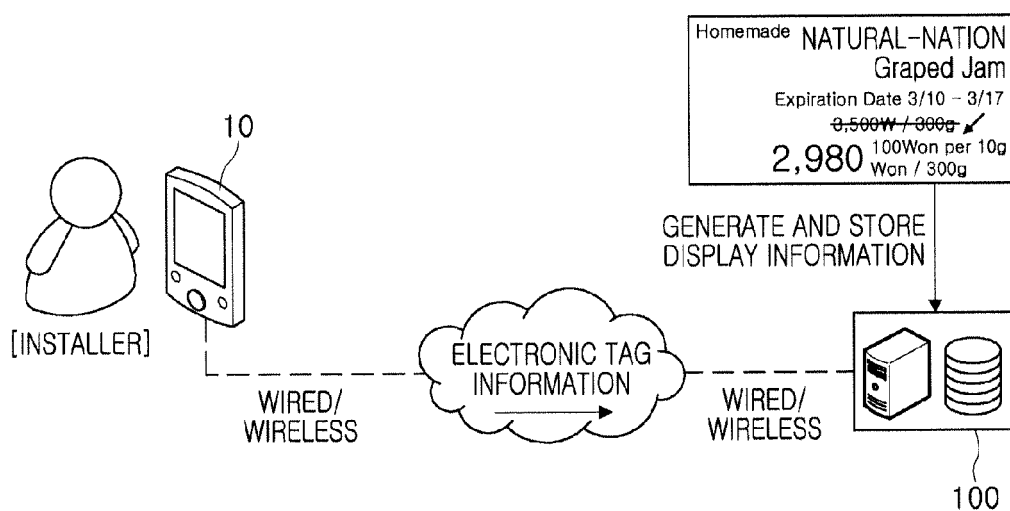 Homemade NATURAL-NATION
Graped Jam
Expiration Date 3/10 - 3/17
3,500W / 300g
2,980 100Won per 10g
Won / 300g
10
GENERATE AND STORE
DISPLAY INFORMATION
[INSTALLER]
ELECTRONIC TAG
INFORMATION
WIRED/
WIRELESS
WIRED/
WIRELESS
100